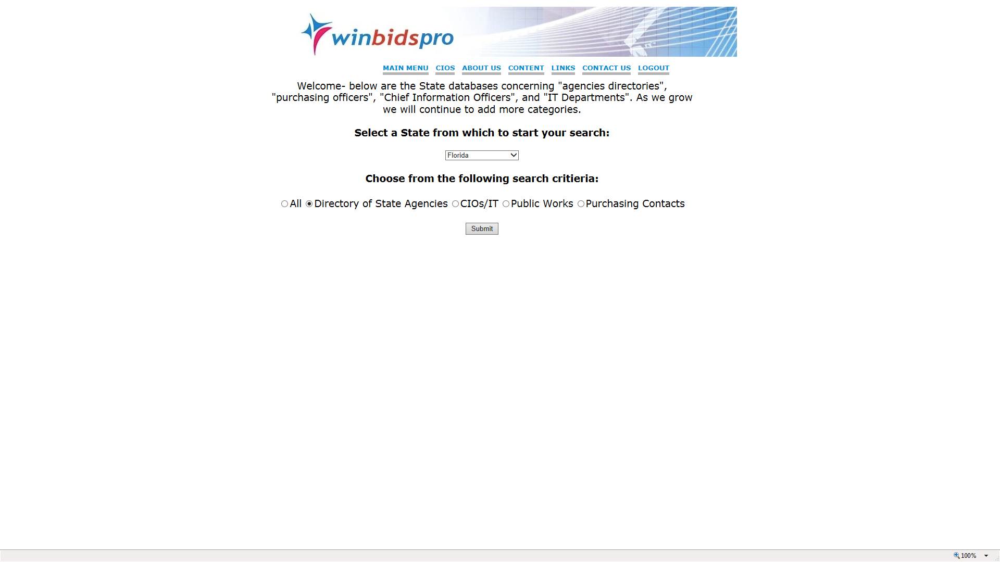 winbidspro
MAIN MENU CIOS ABOUT US CONTENT LINKS CONTACT US LOGOUT
Welcome- below are the State databases concerning "agencies directories",
"purchasing officers", "Chief Information Officers", and "IT Departments". As we grow
we will continue to add more categories.
Select a State from which to start your search:
Florida
Choose from the following search critieria:
All Directory of State Agencies CIOs/IT Public Works Purchasing Contacts
Submit
100%